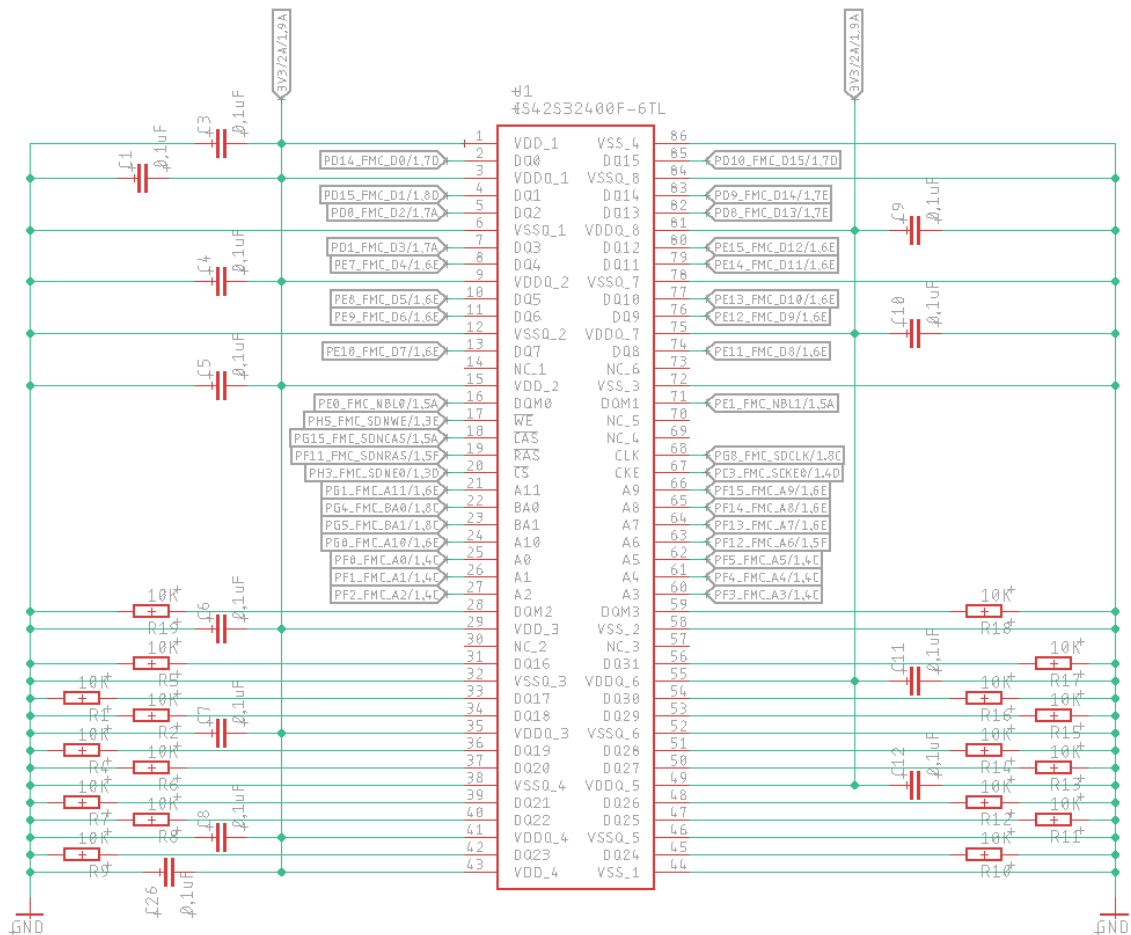 3V3/2A/1.9A
3V3/2A/1.9A
J1
IS42S32400F-6TL
C3
0,1uF
C1
0,1uF
1 VDD_1 VSS_4 86
PD14_FMC_D0/1.7D 2 DQ0 DQ15 85 PD10_FMC_D15/1.7D
3 VDDQ_1 VSSQ_8 84
PD15_FMC_D1/1.8D 4 DQ1 DQ14 83 PD9_FMC_D14/1.7E
PD0_FMC_D2/1.7A 5 DQ2 DQ13 82 PD8_FMC_D13/1.7E
C9
0,1uF
6 VSSQ_1 VDDQ_8 81
PD1_FMC_D3/1.7A 7 DQ3 DQ12 80 PE15_FMC_D12/1.6E
PE7_FMC_D4/1.6E 8 DQ4 DQ11 79 PE14_FMC_D11/1.6E
C4
0,1uF
9 VDDQ_2 VSSQ_7 78
PE8_FMC_D5/1.6E 10 DQ5 DQ10 77 PE13_FMC_D10/1.6E
PE9_FMC_D6/1.6E 11 DQ6 DQ9 76 PE12_FMC_D9/1.6E
C10
0,1uF
12 VSSQ_2 VDDQ_7 75
PE10_FMC_D7/1.6E 13 DQ7 DQ8 74 PE11_FMC_D8/1.6E
14 NC_1 NC_6 73
C5
0,1uF
15 VDD_2 VSS_3 72
PE0_FMC_NBL0/1.5A 16 DQM0 DQM1 71 PE1_FMC_NBL1/1.5A
PH5_FMC_SDNWE/1.3E 17 WE NC_5 70
PG15_FMC_SDNCAS/1.5A 18 CAS NC_4 69
PF11_FMC_SDNRAS/1.5F 19 RAS CLK 68 PG8_FMC_SDCLK/1.8C
PH3_FMC_SDNE0/1.3D 20 CS CKE 67 PC3_FMC_SCKE0/1.4D
PG1_FMC_A11/1.6E 21 A11 A9 66 PF15_FMC_A9/1.6E
PG4_FMC_BA0/1.8C 22 BA0 A8 65 PF14_FMC_A8/1.6E
PG5_FMC_BA1/1.8C 23 BA1 A7 64 PF13_FMC_A7/1.6E
PG0_FMC_A10/1.6E 24 A10 A6 63 PF12_FMC_A6/1.5F
PF0_FMC_A0/1.4C 25 A0 A5 62 PF5_FMC_A5/1.4C
PF1_FMC_A1/1.4C 26 A1 A4 61 PF4_FMC_A4/1.4C
PF2_FMC_A2/1.4C 27 A2 A3 60 PF3_FMC_A3/1.4C
10K R19 28 DQM2 DQM3 59 10K R18
C6
0,1uF
29 VDD_3 VSS_2 58
30 NC_2 NC_3 57
10K R5 31 DQ16 DQ31 56 10K R17
C11
0,1uF
32 VSSQ_3 VDDQ_6 55
10K R1 33 DQ17 DQ30 54 10K R16
10K R2 34 DQ18 DQ29 53 10K R15
C7
0,1uF
35 VDDQ_3 VSSQ_6 52
10K R4 36 DQ19 DQ28 51 10K R14
10K R6 37 DQ20 DQ27 50 10K R13
C12
0,1uF
38 VSSQ_4 VDDQ_5 49
10K R7 39 DQ21 DQ26 48 10K R12
10K R8 40 DQ22 DQ25 47 10K R11
C8
0,1uF
41 VDDQ_4 VSSQ_5 46
10K R9 42 DQ23 DQ24 45 10K R10
43 VDD_4 VSS_1 44
C26
0,1uF
GND
GND